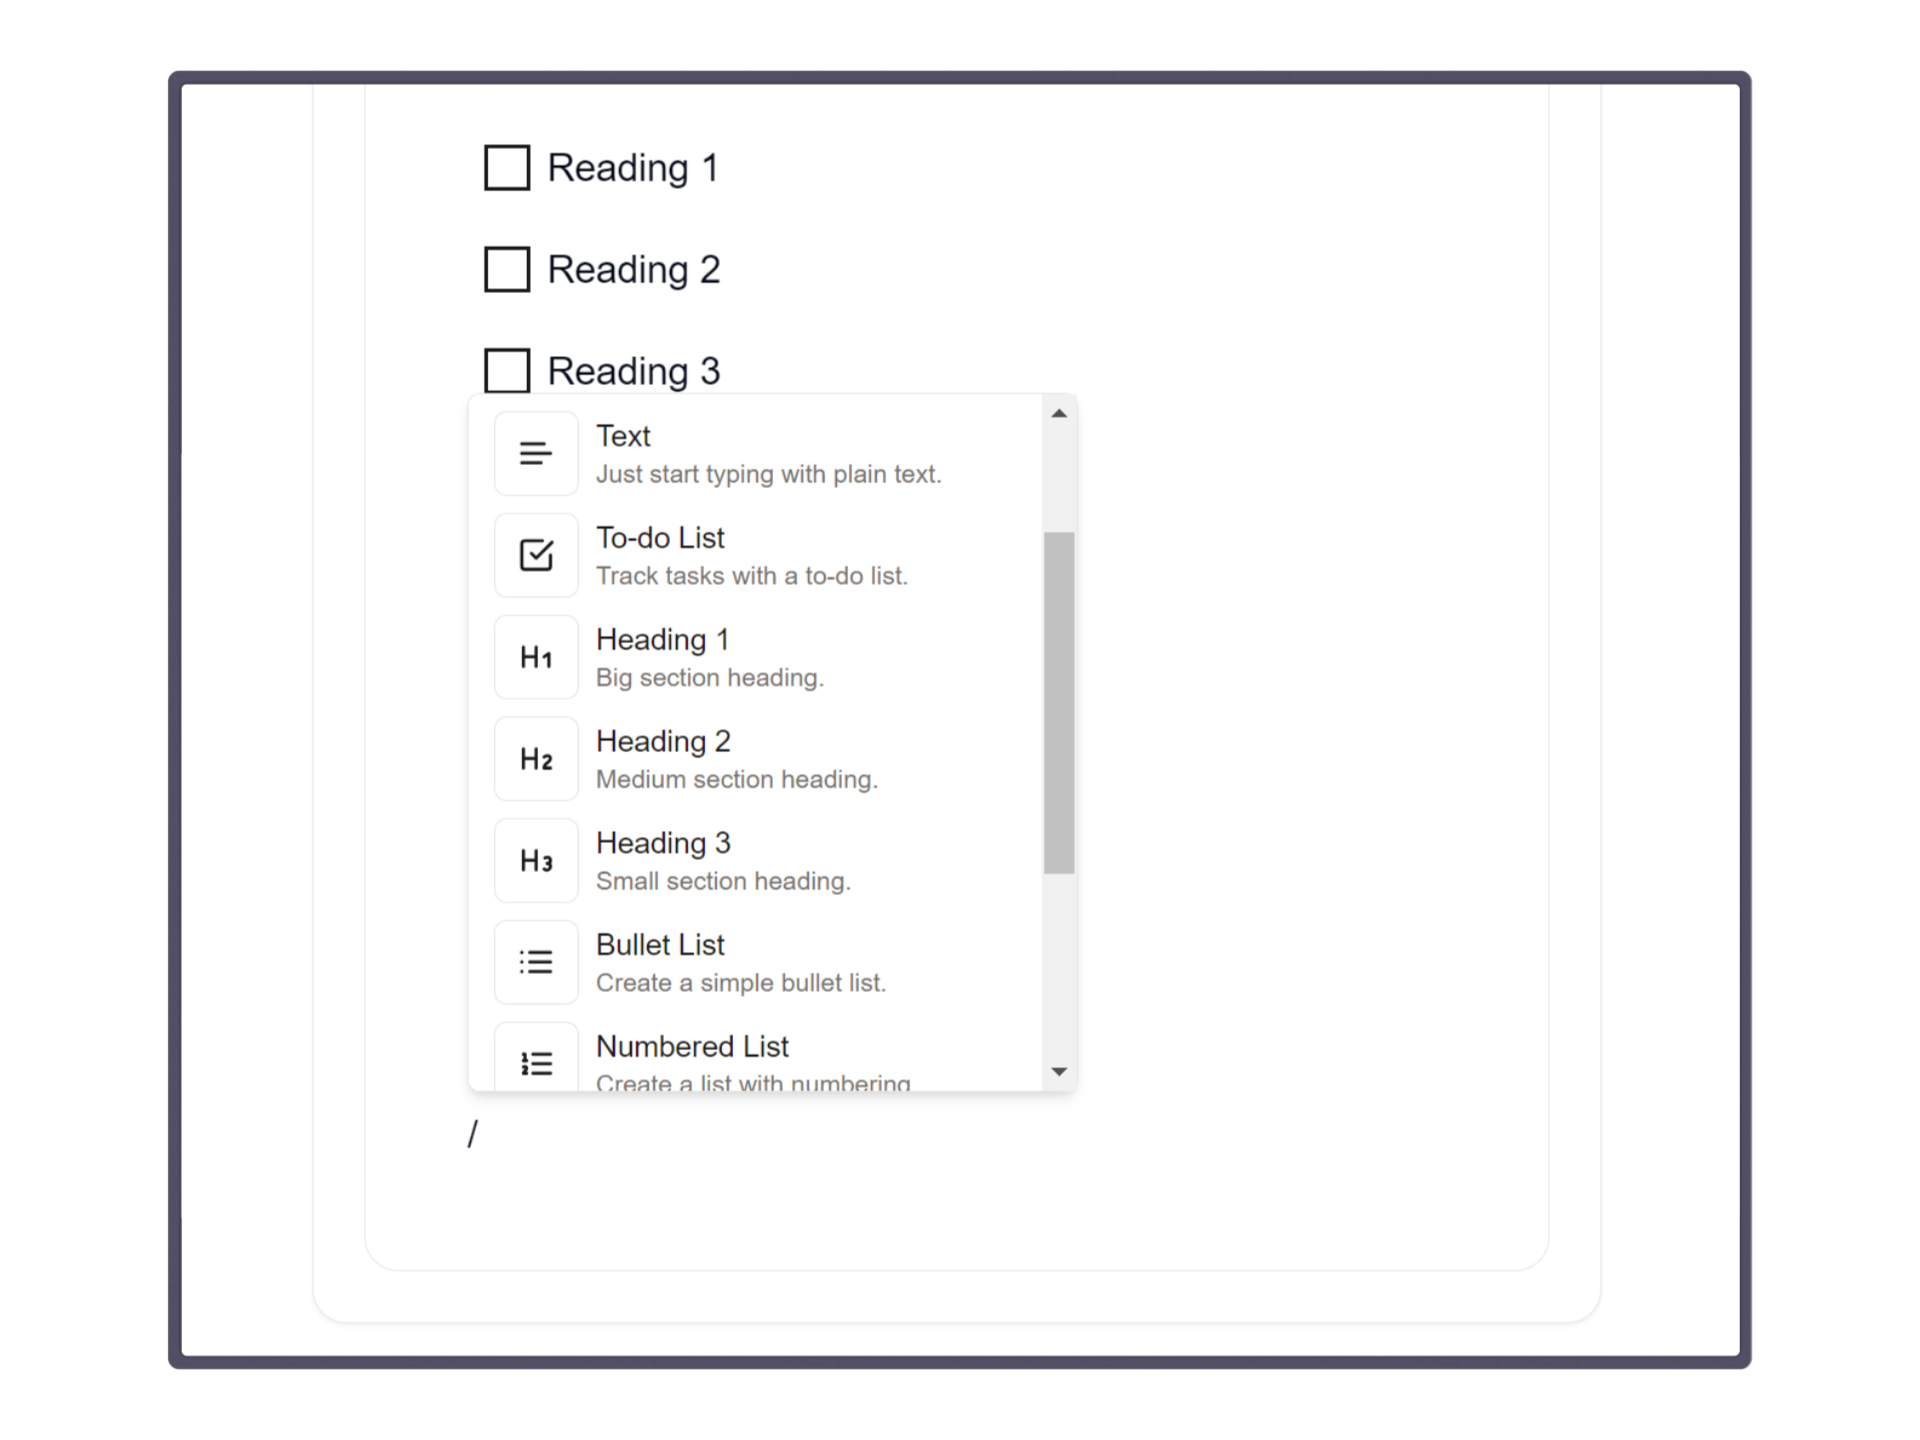 Reading 1
Reading 2
Reading 3
Text
Just start typing with plain text.
To-do List
Track tasks with a to-do list.
H1
Heading 1
Big section heading.
H2
Heading 2
Medium section heading.
H3
Heading 3
Small section heading.
Bullet List
Create a simple bullet list.
1
2
Numbered List
Create a list with numbering
/